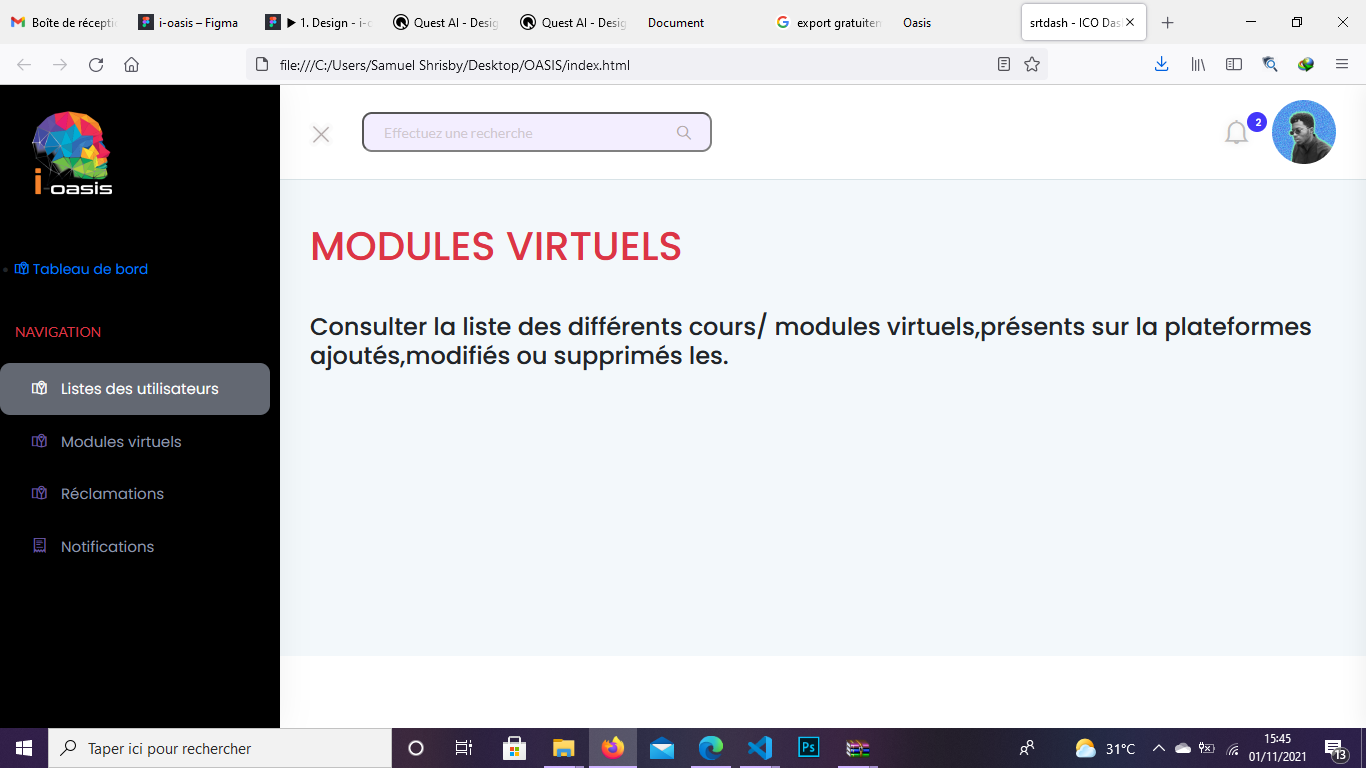 Boîte de récepti
i-oasis – Figma
1. Design - i-o
Quest AI - Desig
Quest AI - Desig
Document
export gratuitem
Oasis
srtdash - ICO Das
file:///C:/Users/Samuel Shrisby/Desktop/OASIS/index.html
i-oasis
Effectuez une recherche
2
Tableau de bord
NAVIGATION
Listes des utilisateurs
Modules virtuels
Réclamations
Notifications
MODULES VIRTUELS
Consulter la liste des différents cours/ modules virtuels,présents sur la plateformes
ajoutés,modifiés ou supprimés les.
Taper ici pour rechercher
Ps
31°C
15:45
01/11/2021
13